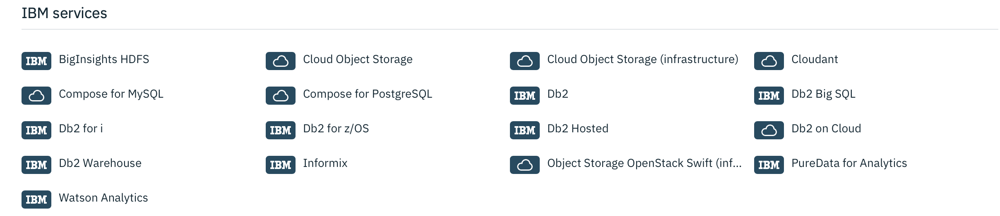 IBM services
IBM BigInsights HDFS
Cloud Object Storage
Cloud Object Storage (infrastructure)
Cloudant
Compose for MySQL
Compose for PostgreSQL
IBM Db2
IBM Db2 Big SQL
IBM Db2 for i
IBM Db2 for z/OS
IBM Db2 Hosted
Db2 on Cloud
IBM Db2 Warehouse
IBM Informix
Object Storage OpenStack Swift (inf...
IBM PureData for Analytics
IBM Watson Analytics